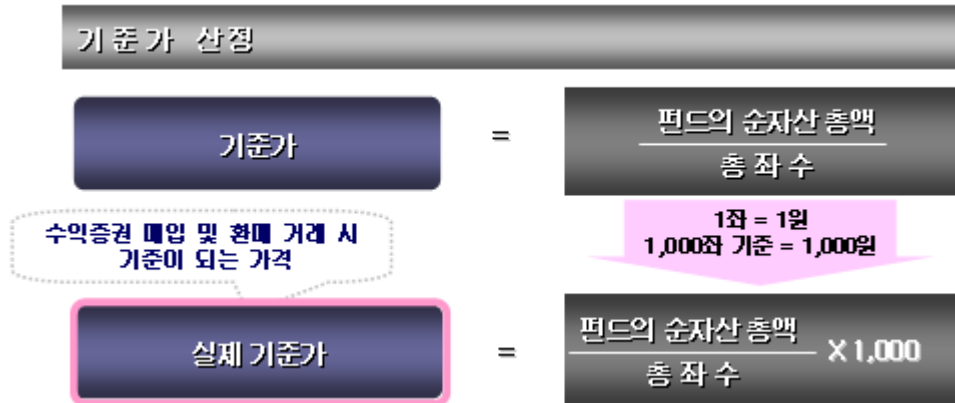 기준가 산정
기준가
=
펀드의 순자산 총액
총 좌 수
수익증권 매입 및 환매 거래 시
기준이 되는 가격
1좌 = 1원
1,000좌 기준 = 1,000원
실제 기준가
=
펀드의 순자산 총액
총 좌 수
X 1,000